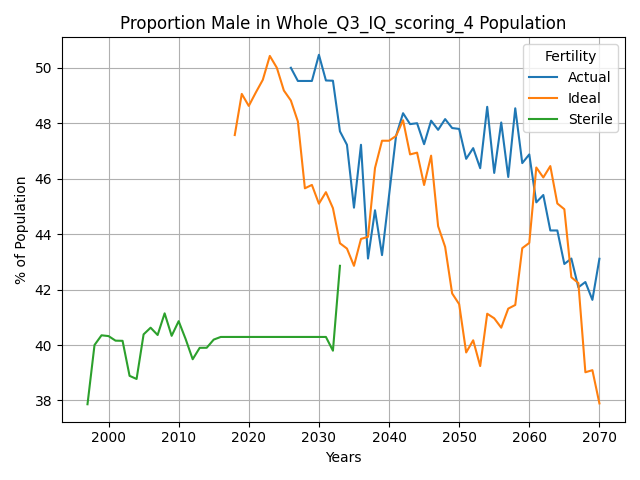 Proportion Male in Whole_Q3_IQ_scoring_4 Population
Fertility
Actual
Ideal
Sterile
% of Population
50
48
46
44
42
40
38
2000
2010
2020
2030
2040
2050
2060
2070
Years